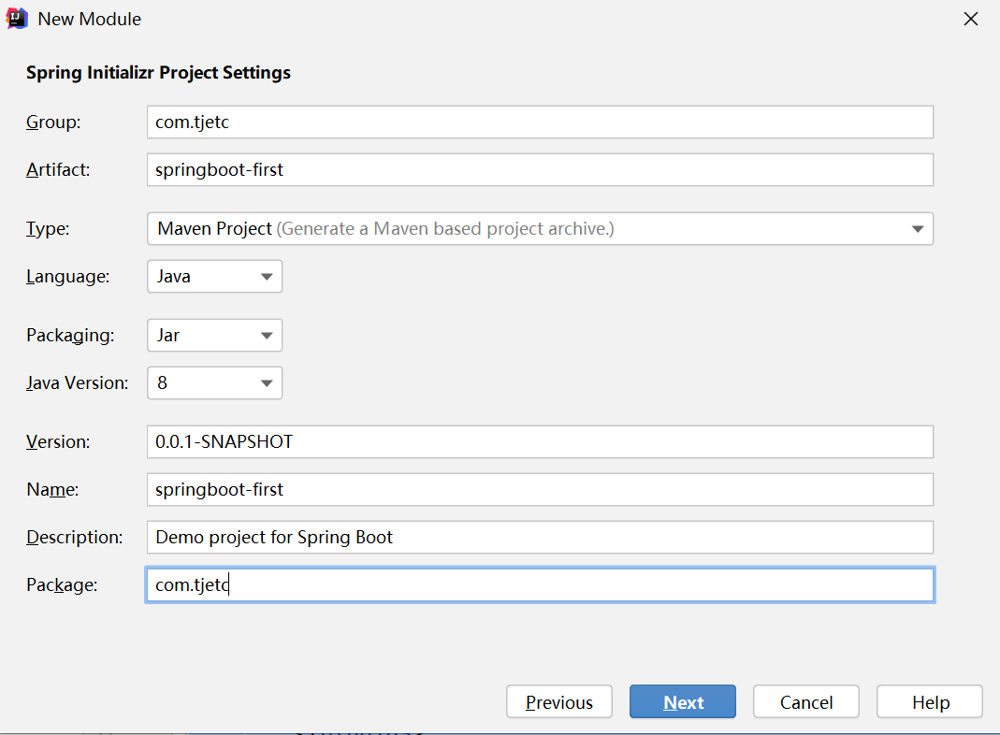 New Module
Spring Initializr Project Settings
Group: com.tjetc
Artifact: springboot-first
Type: Maven Project (Generate a Maven based project archive.)
Language: Java
Packaging: Jar
Java Version: 8
Version: 0.0.1-SNAPSHOT
Name: springboot-first
Description: Demo project for Spring Boot
Package: com.tjetc
Previous Next Cancel Help